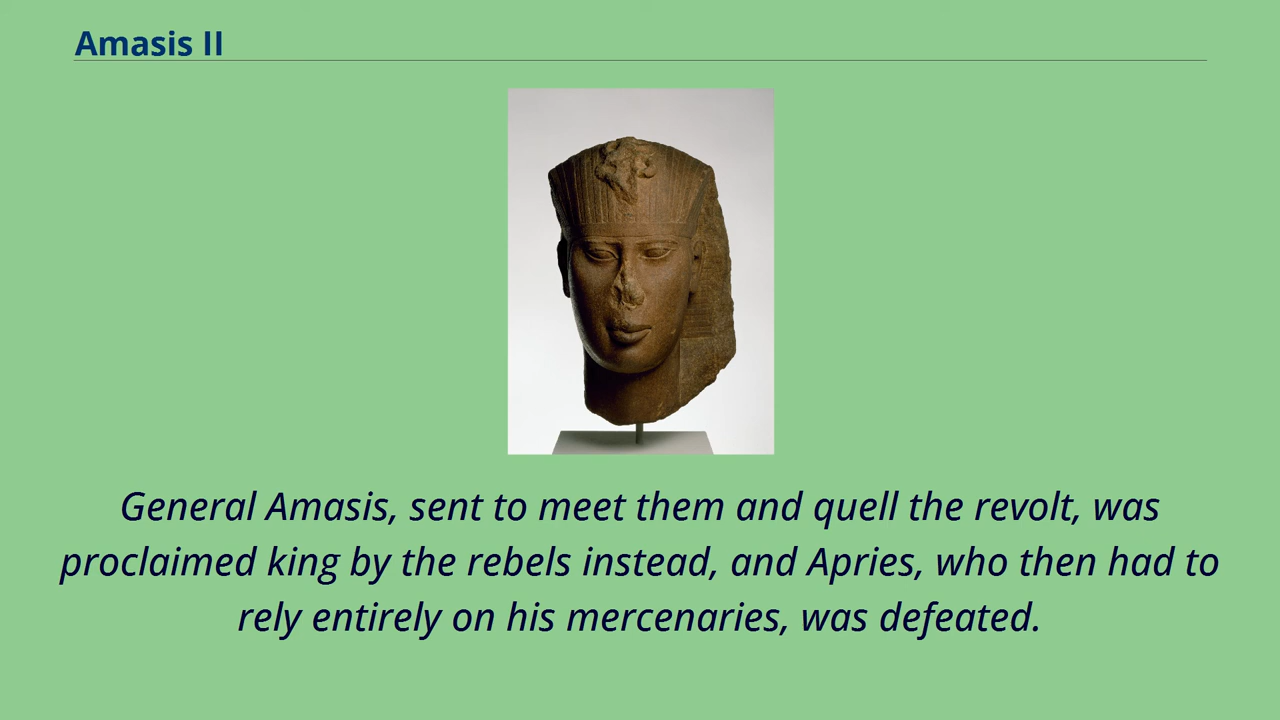 Amasis II
General Amasis, sent to meet them and quell the revolt, was
proclaimed king by the rebels instead, and Apries, who then had to
rely entirely on his mercenaries, was defeated.